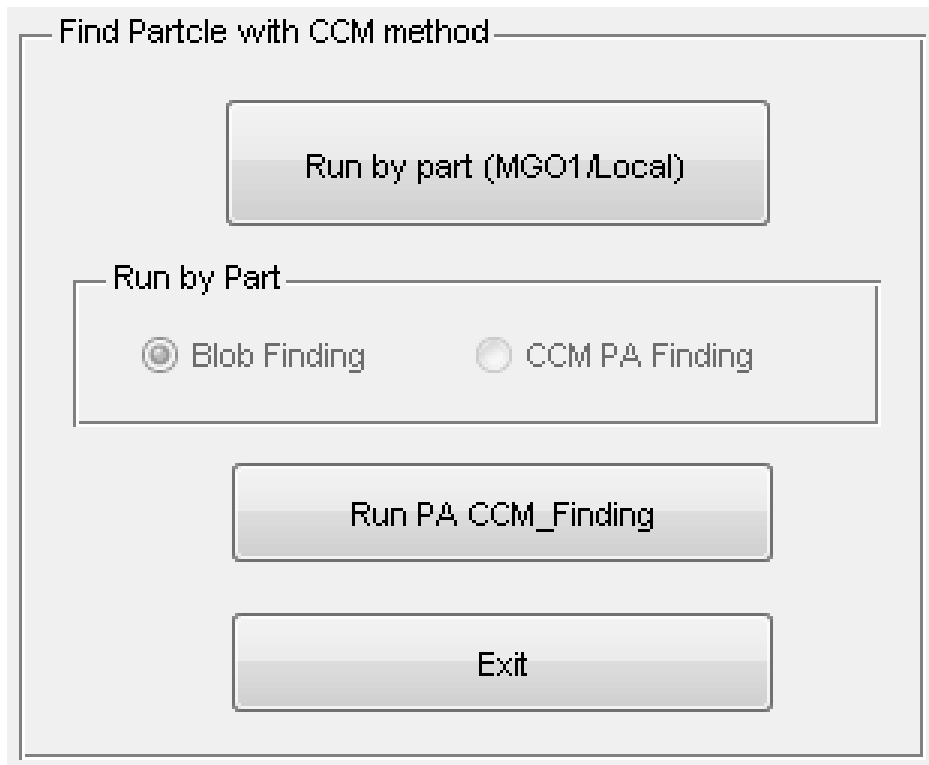 Find Partcle with CCM method
Run by part (MGO1/Local)
Run by Part
Blob Finding
CCM PA Finding
Run PA CCM_Finding
Exit